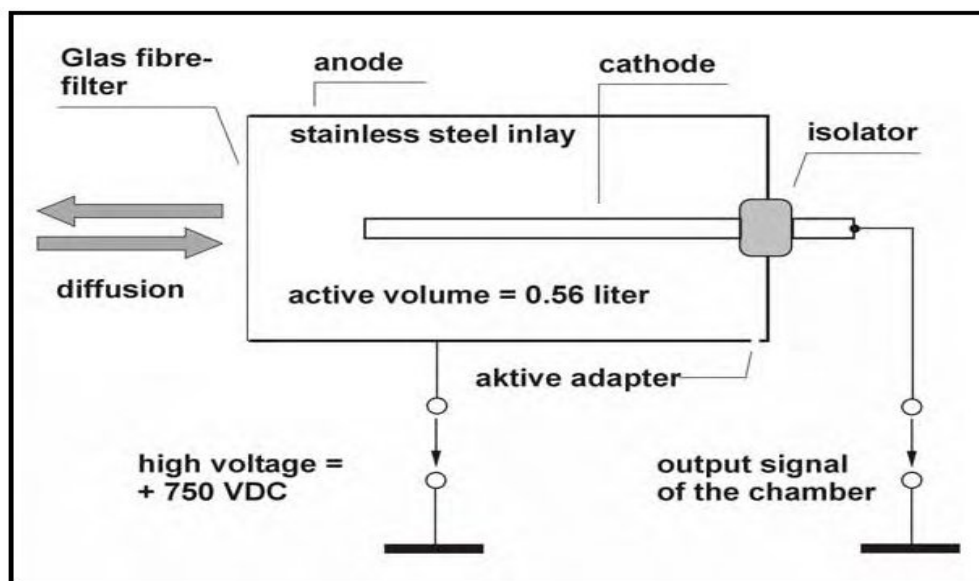 Glas fibre-
filter
anode
cathode
stainless steel inlay
isolator
diffusion
active volume = 0.56 liter
aktive adapter
high voltage =
+ 750 VDC
output signal
of the chamber